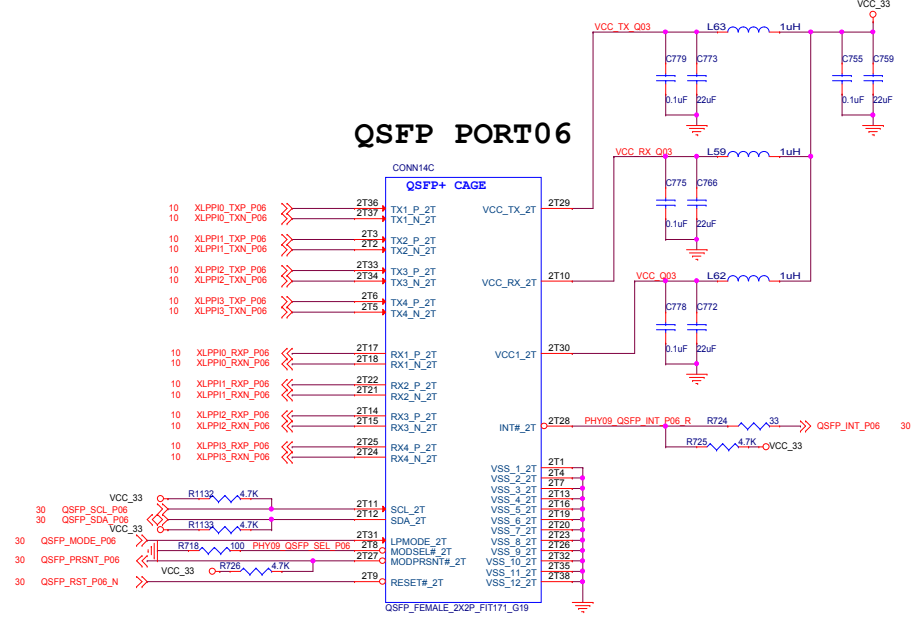 VCC_33
VCC_TX_Q03
L63
1uH
C779
C773
C755
C759
0.1uF
22uF
0.1uF
22uF
QSFP PORT06
VCC_RX_Q03
L59
1uH
CONN14C
QSFP+ CAGE
C775
C766
0.1uF
22uF
10 XLPPI0_TXP_P06 2T36 TX1_P_2T
10 XLPPI0_TXN_P06 2T37 TX1_N_2T
VCC_TX_2T 2T29
10 XLPPI1_TXP_P06 2T3 TX2_P_2T
10 XLPPI1_TXN_P06 2T2 TX2_N_2T
10 XLPPI2_TXP_P06 2T33 TX3_P_2T
10 XLPPI2_TXN_P06 2T34 TX3_N_2T
VCC_RX_2T 2T10
VCC_Q03
L62
1uH
10 XLPPI3_TXP_P06 2T6 TX4_P_2T
10 XLPPI3_TXN_P06 2T5 TX4_N_2T
C778
C772
0.1uF
22uF
10 XLPPI0_RXP_P06 2T17 RX1_P_2T
10 XLPPI0_RXN_P06 2T18 RX1_N_2T
VCC1_2T 2T30
10 XLPPI1_RXP_P06 2T22 RX2_P_2T
10 XLPPI1_RXN_P06 2T21 RX2_N_2T
10 XLPPI2_RXP_P06 2T14 RX3_P_2T
10 XLPPI2_RXN_P06 2T15 RX3_N_2T
INT#_2T 2T28 PHY09_QSFP_INT_P06_R R724 33 QSFP_INT_P06 30
R725 4.7K VCC_33
10 XLPPI3_RXP_P06 2T25 RX4_P_2T
10 XLPPI3_RXN_P06 2T24 RX4_N_2T
VSS_1_2T 2T1
VSS_2_2T 2T4
VSS_3_2T 2T7
VSS_4_2T 2T13
VSS_5_2T 2T16
VSS_6_2T 2T19
VSS_7_2T 2T20
VSS_8_2T 2T23
VSS_9_2T 2T26
VSS_10_2T 2T32
VSS_11_2T 2T35
VSS_12_2T 2T38
VCC_33 R1132 4.7K
30 QSFP_SCL_P06 2T11 SCL_2T
30 QSFP_SDA_P06 2T12 SDA_2T
VCC_33 R1133 4.7K
30 QSFP_MODE_P06 2T31 LPMODE_2T
R718 100 PHY09_QSFP_SEL_P06 2T8 MODSEL#_2T
30 QSFP_PRSNT_P06 2T27 MODPRSNT#_2T
VCC_33 R726 4.7K
30 QSFP_RST_P06_N 2T9 RESET#_2T
QSFP_FEMALE_2X2P_FIT171_G19